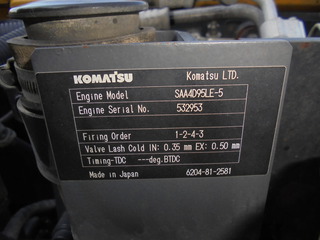 KOMATSU Komatsu LTD.
Engine Model SAA4D95LE-5
Engine Serial No. 532953
Firing Order 1-2-4-3
Valve Lash Cold IN: 0.35 mm EX: 0.50 mm
Timing-TDC ---deg.BTDC
Made in Japan 6204-81-2581